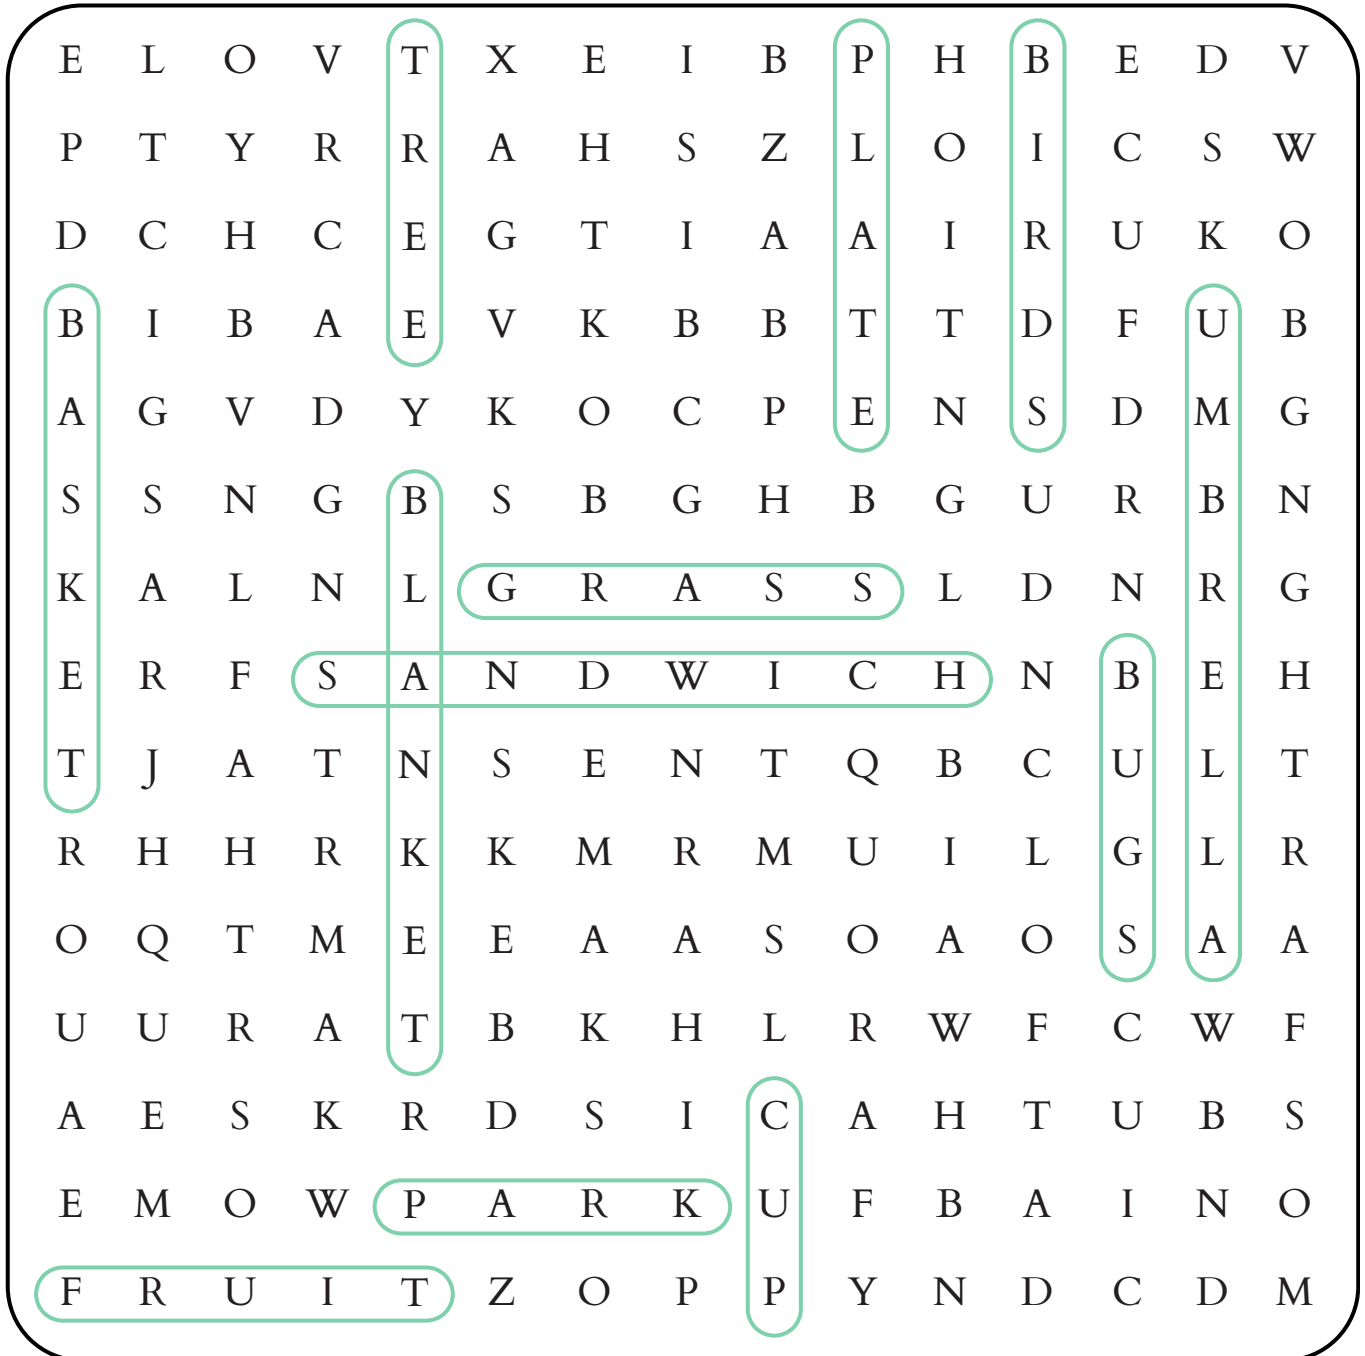 E L O V T X E I B P H B E D V
P T Y R R A H S Z L O I C S W
D C H C E G T I A A I R U K O
B I B A E V K B B T T D F U B
A G V D Y K O C P E N S D M G
S S N G B S B G H B G U R B N
K A L N L G R A S S L D N R G
E R F S A N D W I C H N B E H
T J A T N S E N T Q B C U L T
R H H R K K M R M U I L G L R
O Q T M E E A A S O A O S A A
U U R A T B K H L R W F C W F
A E S K R D S I C A H T U B S
E M O W P A R K U F B A I N O
F R U I T Z O P P Y N D C D M